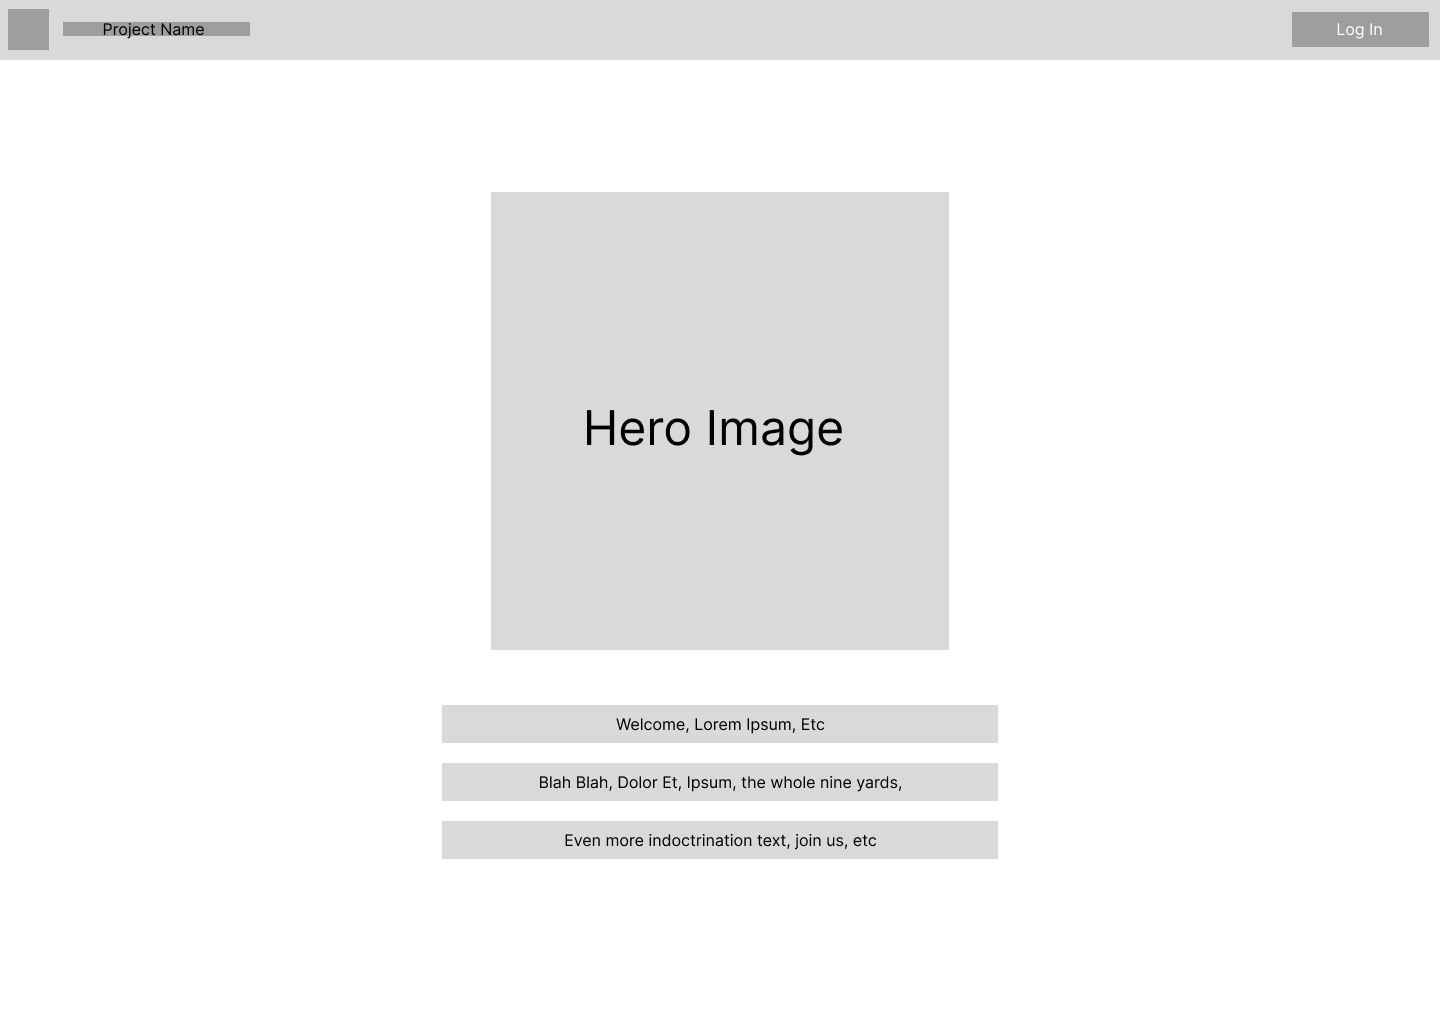 Project Name
Log In
Hero Image
Welcome, Lorem Ipsum, Etc
Blah Blah, Dolor Et, Ipsum, the whole nine yards,
Even more indoctrination text, join us, etc